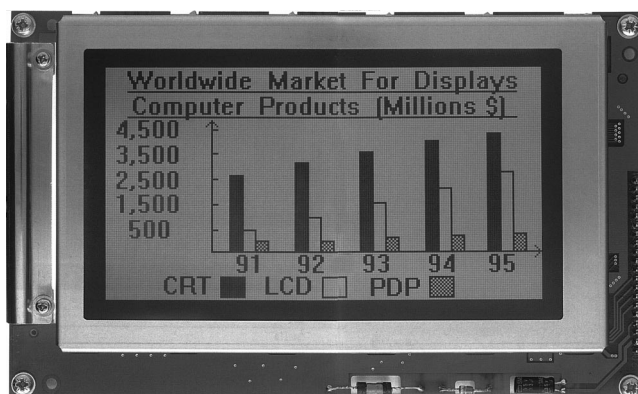 Worldwide Market For Displays
Computer Products (Millions $)
4,500
3,500
2,500
1,500
500
91 92 93 94 95
CRT LCD PDP